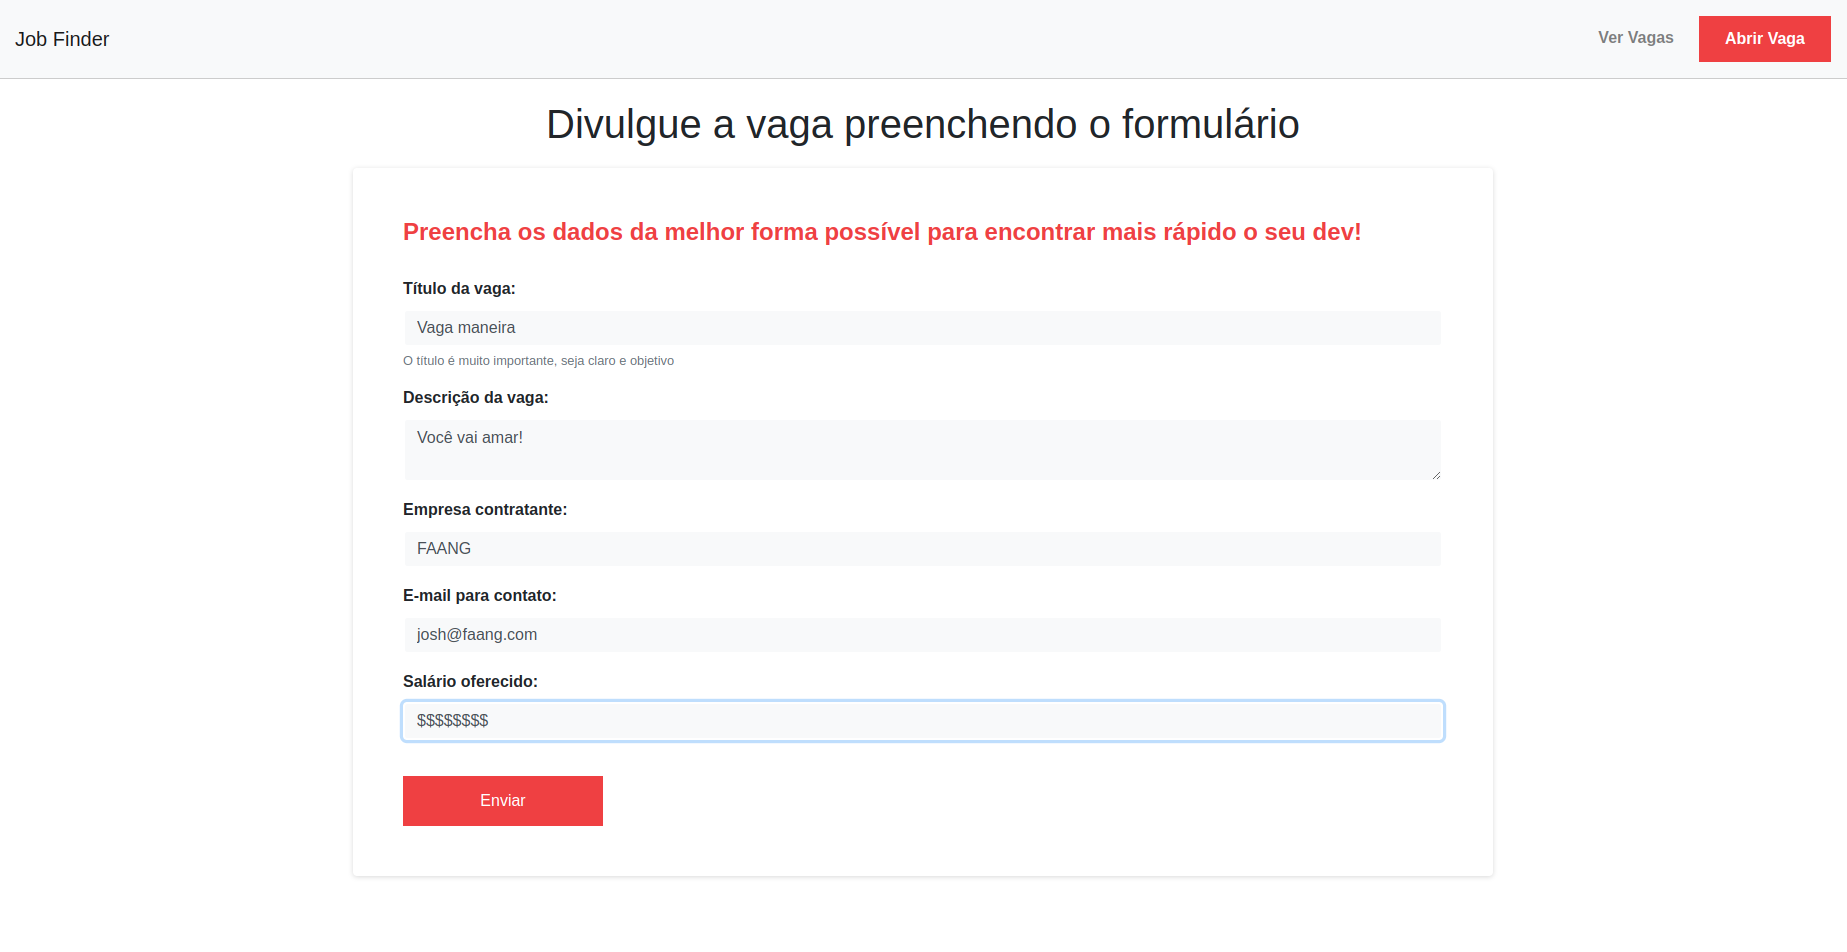 Job Finder
Ver Vagas
Abrir Vaga
Divulgue a vaga preenchendo o formulário
Preencha os dados da melhor forma possível para encontrar mais rápido o seu dev!
Título da vaga:
Vaga maneira
O título é muito importante, seja claro e objetivo
Descrição da vaga:
Você vai amar!
Empresa contratante:
FAANG
E-mail para contato:
josh@faang.com
Salário oferecido:
$$$$$$$$
Enviar